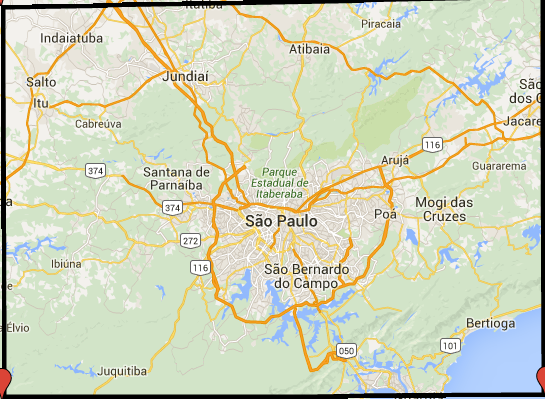 Itatiba
Piracaia
Indaiatuba
Atibaia
Jundiaí
Salto
São
dos C
Itu
Jacare
Cabreúva
116
Arujá
374
Santana de
Parnaíba
Parque
Estadual de
Itaberaba
Guararema
374
São Paulo
Poá
Mogi das
Cruzes
272
Ibiúna
116
São Bernardo
do Campo
Élvio
Bertioga
050
101
Juquitiba